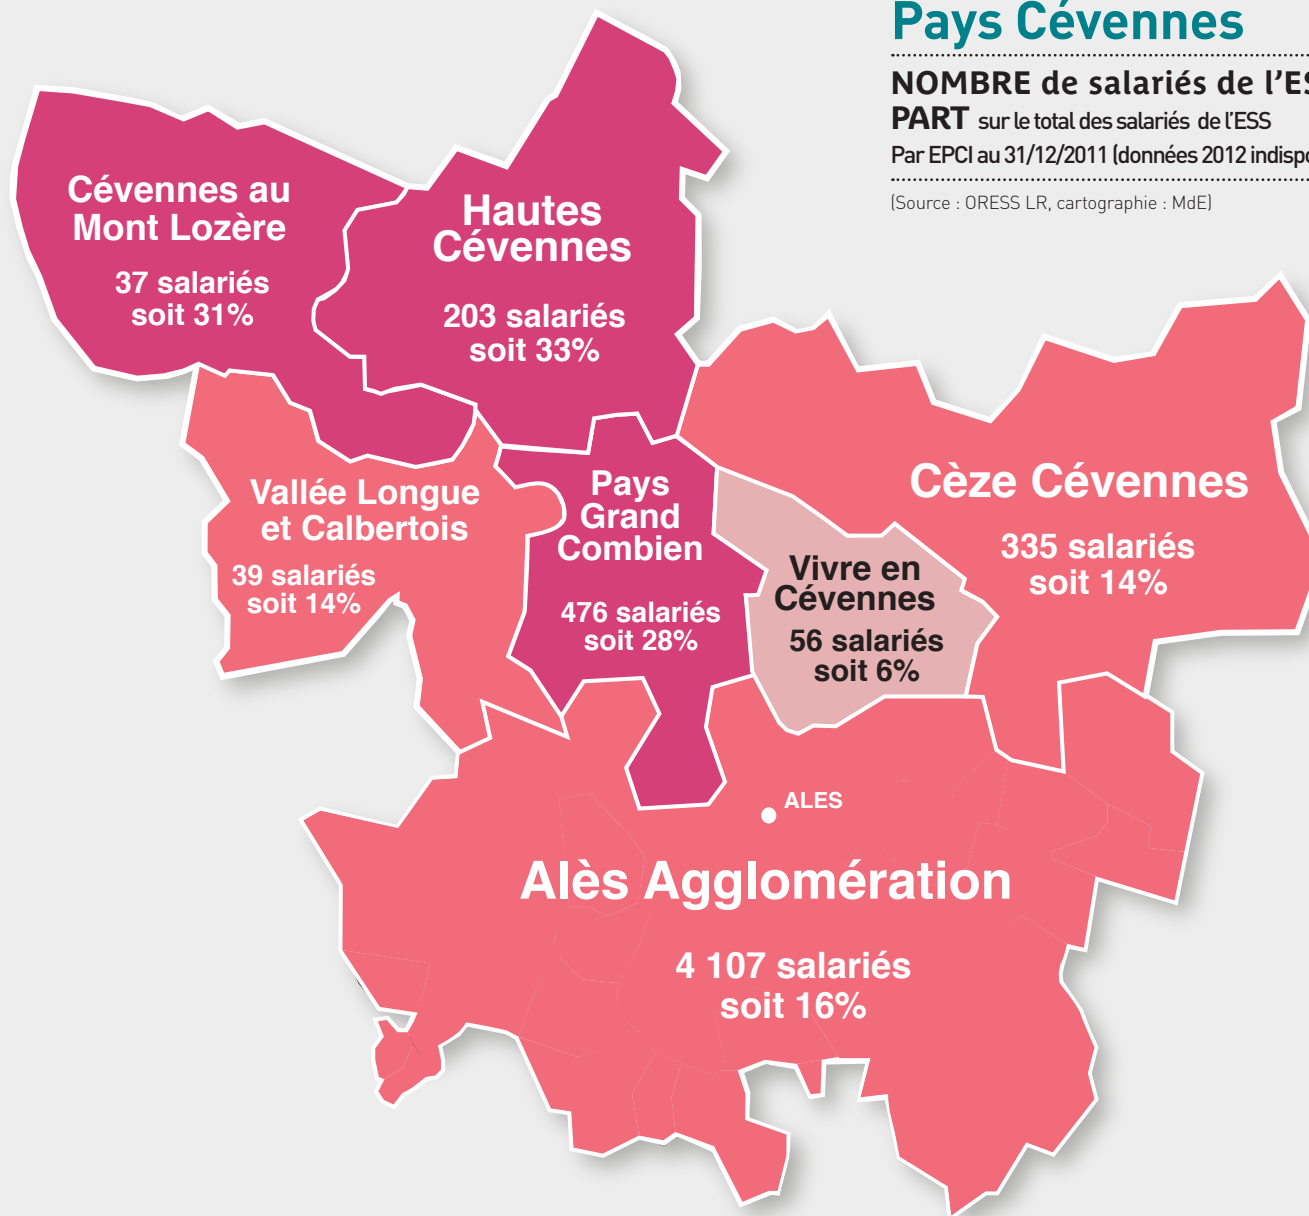 Pays Cévennes
NOMBRE de salariés de l'ES
PART sur le total des salariés de l'ESS
Par EPCI au 31/12/2011 (données 2012 indispo
(Source : ORESS LR, cartographie : MdE)
Cévennes au
Mont Lozère
37 salariés
soit 31%
Hautes
Cévennes
203 salariés
soit 33%
Vallée Longue
et Calbertois
39 salariés
soit 14%
Pays
Grand
Combien
476 salariés
soit 28%
Vivre en
Cévennes
56 salariés
soit 6%
Cèze Cévennes
335 salariés
soit 14%
ALES
Alès Agglomération
4 107 salariés
soit 16%